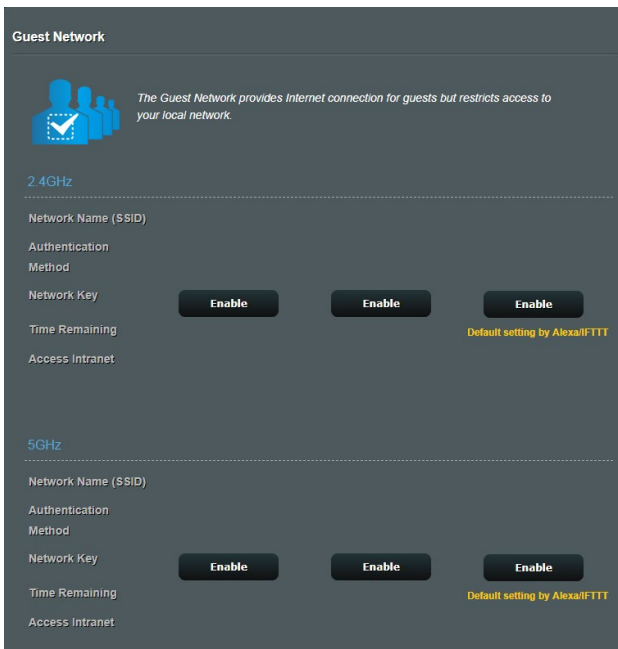 Guest Network
The Guest Network provides Internet connection for guests but restricts access to
your local network.
2.4GHz
Network Name (SSID)
Authentication
Method
Network Key
Enable Enable Enable
Time Remaining
Default setting by Alexa/IFTTT
Access Intranet
5GHz
Network Name (SSID)
Authentication
Method
Network Key
Enable Enable Enable
Time Remaining
Default setting by Alexa/IFTTT
Access Intranet